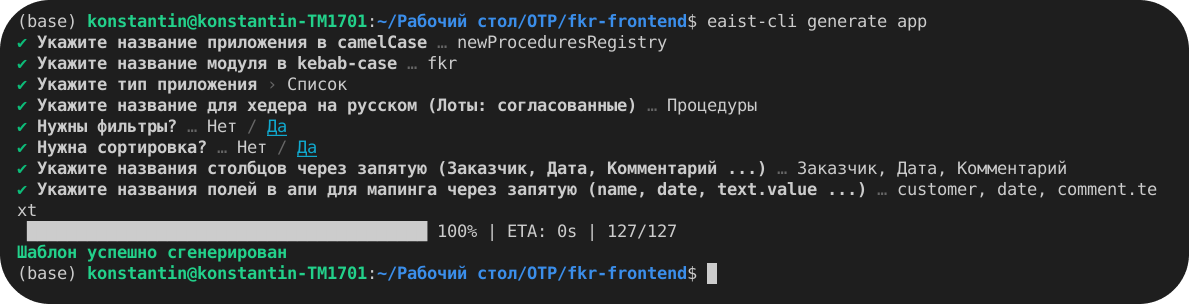 (base) konstantin@konstantin-TM1701:~/Рабочий стол/OTP/fkr-frontend$ eaist-cli generate app
✔ Укажите название приложения в camelCase … newProceduresRegistry
✔ Укажите название модуля в kebab-case … fkr
✔ Укажите тип приложения › Список
✔ Укажите название для хедера на русском (Лоты: согласованные) … Процедуры
✔ Нужны фильтры? … Нет / Да
✔ Нужна сортировка? … Нет / Да
✔ Укажите названия столбцов через запятую (Заказчик, Дата, Комментарий ...) … Заказчик, Дата, Комментарий
✔ Укажите названия полей в апи для мапинга через запятую (name, date, text.value ...) … customer, date, comment.te
xt
100% | ETA: 0s | 127/127
Шаблон успешно сгенерирован
(base) konstantin@konstantin-TM1701:~/Рабочий стол/OTP/fkr-frontend$